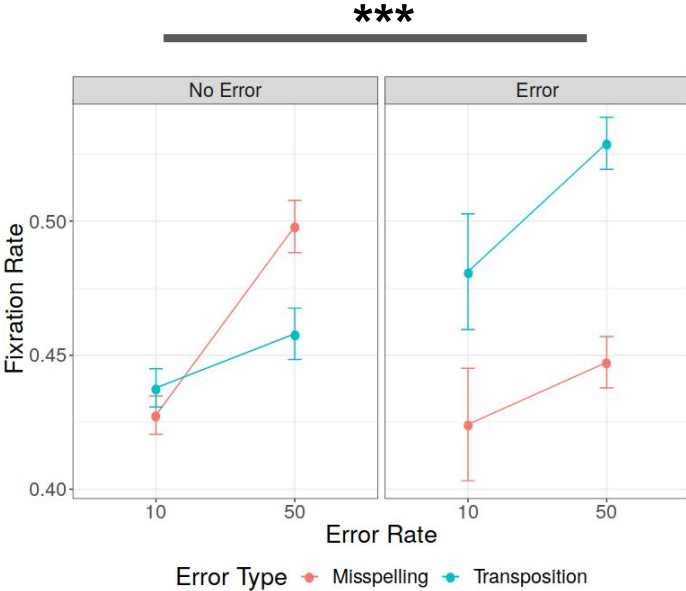 ***
No Error Error
0.50
0.45
0.40
Fixration Rate
10 50 10 50
Error Rate
Error Type Misspelling Transposition